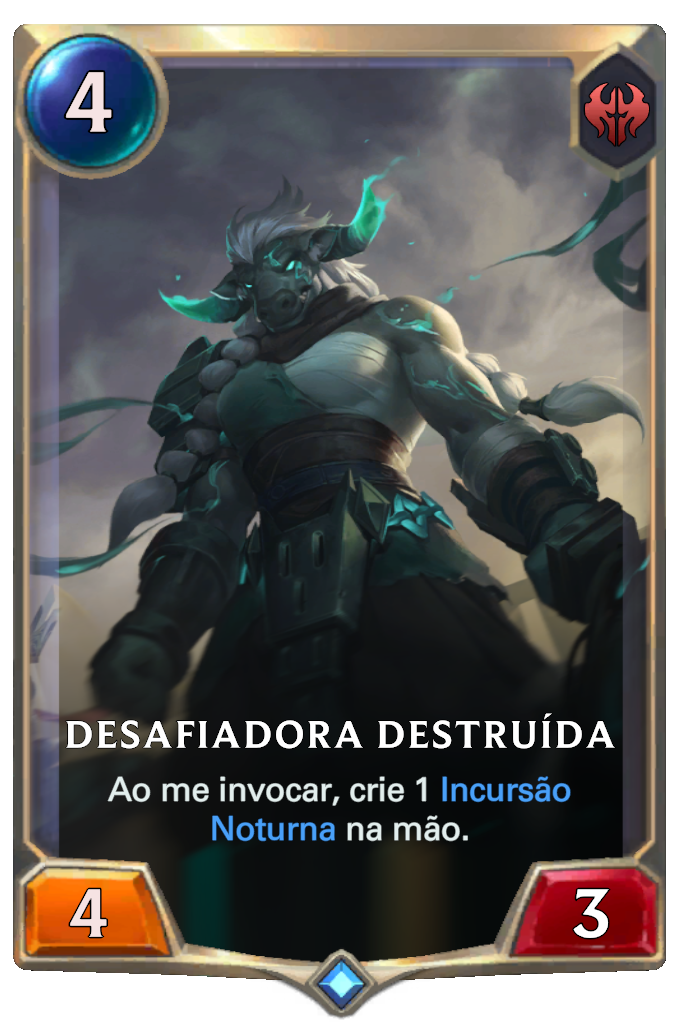 4
DESAFIADORA DESTRUÍDA
Ao me invocar, crie 1 Incursão
Noturna na mão.
4
3